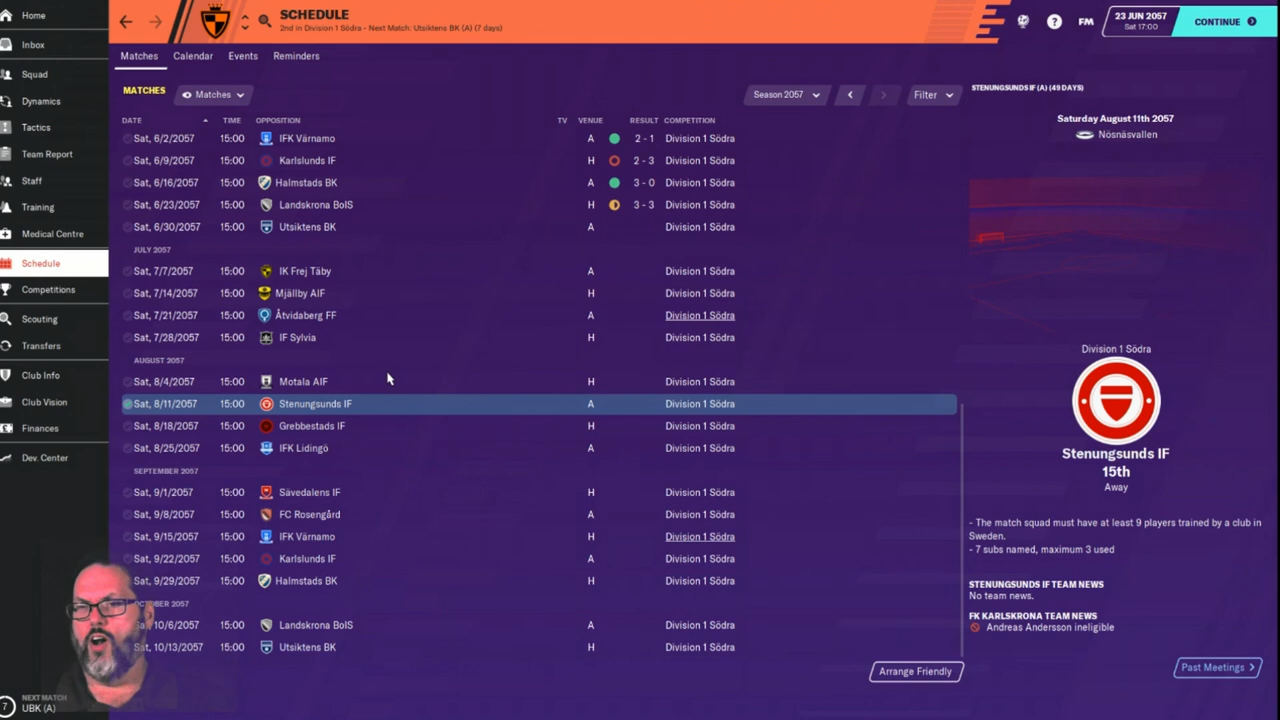 Home
SCHEDULE
2nd in Division 1 Södra - Next Match: Utsiktens BK (A) (7 days)
?
FM
23 JUN 2057
Sat 17:00
CONTINUE
Inbox
Squad
Dynamics
Tactics
Team Report
Staff
Training
Medical Centre
Schedule
Competitions
Scouting
Transfers
Club Info
Club Vision
Finances
Dev. Center
7
NEXT MATCH
UBK (A)
Matches Calendar Events Reminders
MATCHES Matches Season 2057 Filter
DATE TIME OPPOSITION TV VENUE RESULT COMPETITION
Sat, 6/2/2057 15:00 IFK Värnamo A 2 - 1 Division 1 Södra
Sat, 6/9/2057 15:00 Karlslunds IF H 2 - 3 Division 1 Södra
Sat, 6/16/2057 15:00 Halmstads BK A 3 - 0 Division 1 Södra
Sat, 6/23/2057 15:00 Landskrona BoIS H 3 - 3 Division 1 Södra
Sat, 6/30/2057 15:00 Utsiktens BK A Division 1 Södra
JULY 2057
Sat, 7/7/2057 15:00 IK Frej Täby A Division 1 Södra
Sat, 7/14/2057 15:00 Mjällby AIF H Division 1 Södra
Sat, 7/21/2057 15:00 Åtvidaberg FF A Division 1 Södra
Sat, 7/28/2057 15:00 IF Sylvia H Division 1 Södra
AUGUST 2057
Sat, 8/4/2057 15:00 Motala AIF H Division 1 Södra
Sat, 8/11/2057 15:00 Stenungsunds IF A Division 1 Södra
Sat, 8/18/2057 15:00 Grebbestads IF H Division 1 Södra
Sat, 8/25/2057 15:00 IFK Lidingö A Division 1 Södra
SEPTEMBER 2057
Sat, 9/1/2057 15:00 Sävedalens IF H Division 1 Södra
Sat, 9/8/2057 15:00 FC Rosengård A Division 1 Södra
Sat, 9/15/2057 15:00 IFK Värnamo H Division 1 Södra
Sat, 9/22/2057 15:00 Karlslunds IF A Division 1 Södra
Sat, 9/29/2057 15:00 Halmstads BK H Division 1 Södra
2057
10/6/2057 15:00 Landskrona BoIS A Division 1 Södra
Sat, 10/13/2057 15:00 Utsiktens BK H Division 1 Södra
Arrange Friendly
STENUNGSUNDS IF (A) (49 DAYS)
Saturday August 11th 2057
Nösnäsvallen
Division 1 Södra
Stenungsunds IF
15th
Away
- The match squad must have at least 9 players trained by a club in
Sweden.
- 7 subs named, maximum 3 used
STENUNGSUNDS IF TEAM NEWS
No team news.
FK KARLSKRONA TEAM NEWS
Andreas Andersson ineligible
Past Meetings